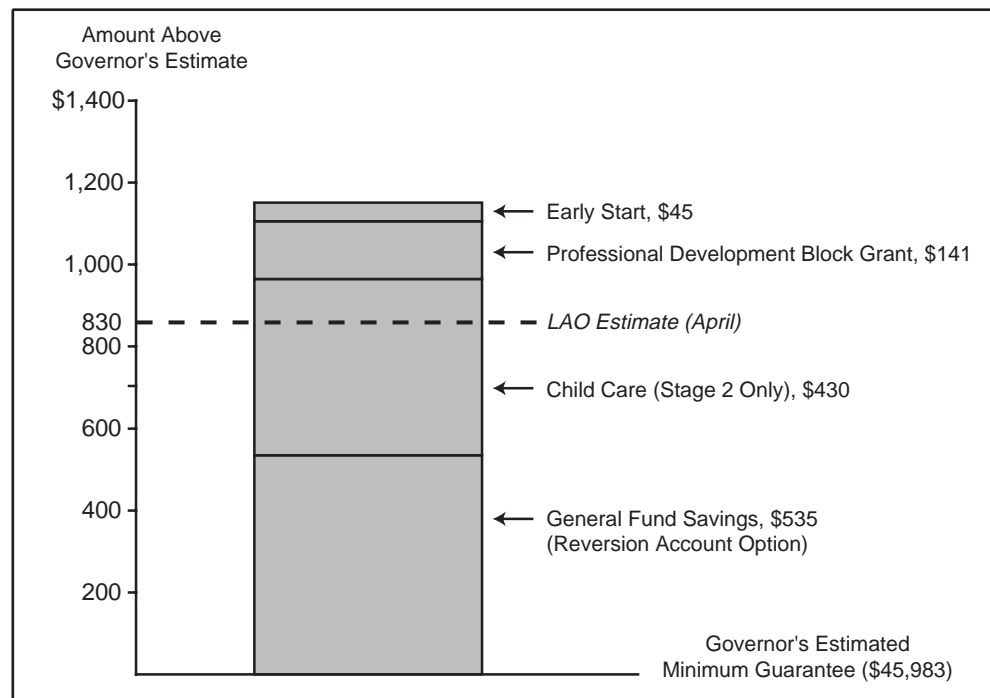 Amount Above
Governor's Estimate
$1,400
1,200
Early Start, $45
Professional Development Block Grant, $141
1,000
830
LAO Estimate (April)
800
Child Care (Stage 2 Only), $430
600
400
General Fund Savings, $535
(Reversion Account Option)
200
Governor's Estimated
Minimum Guarantee ($45,983)